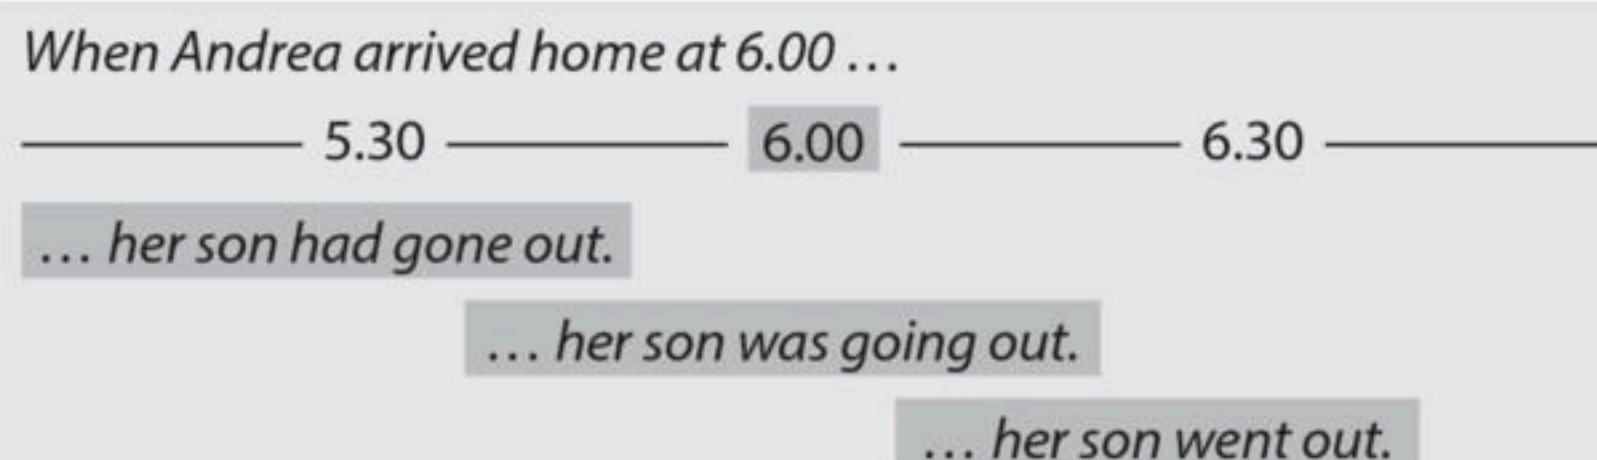 When Andrea arrived home at 6.00 …
5.30 6.00 6.30
… her son had gone out.
… her son was going out.
… her son went out.